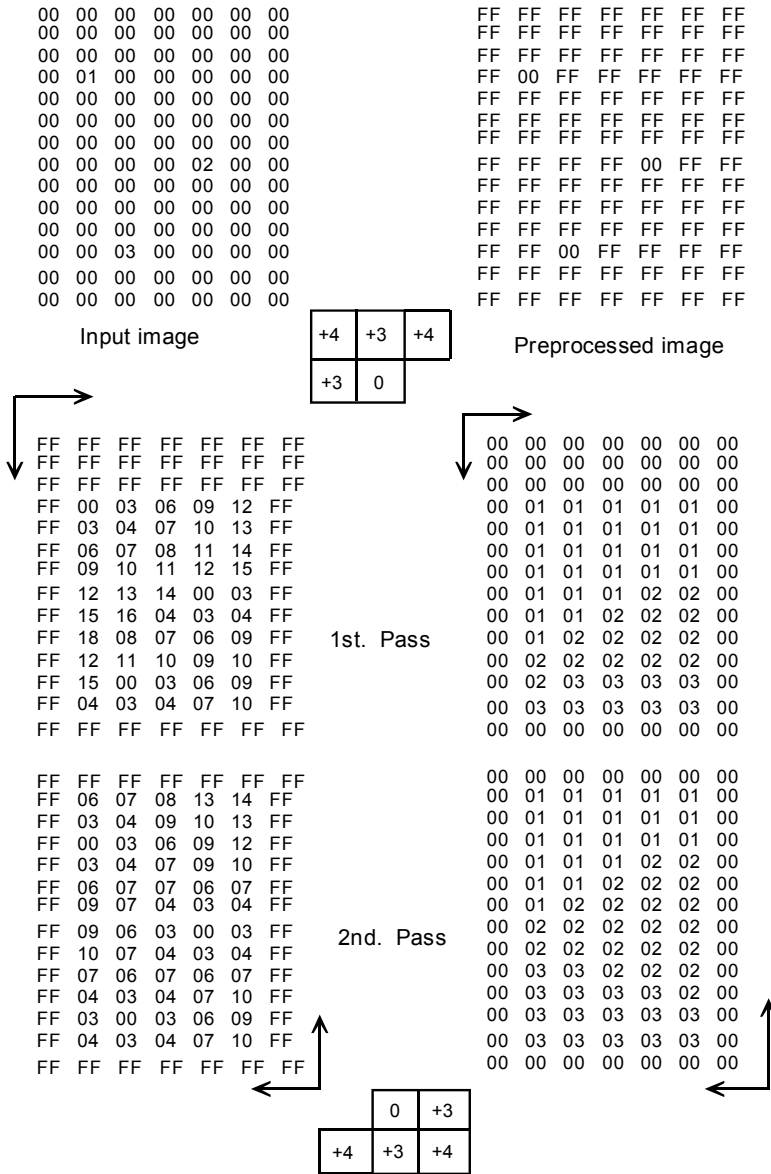 00 00 00 00 00 00 00
00 00 00 00 00 00 00
00 00 00 00 00 00 00
00 01 00 00 00 00 00
00 00 00 00 00 00 00
00 00 00 00 00 00 00
00 00 00 00 00 00 00
00 00 00 00 02 00 00
00 00 00 00 00 00 00
00 00 00 00 00 00 00
00 00 00 00 00 00 00
00 00 03 00 00 00 00
00 00 00 00 00 00 00
00 00 00 00 00 00 00
Input image
FF FF FF FF FF FF FF
FF FF FF FF FF FF FF
FF FF FF FF FF FF FF
FF 00 FF FF FF FF FF
FF FF FF FF FF FF FF
FF FF FF FF FF FF FF
FF FF FF FF FF FF FF
FF FF FF FF 00 FF FF
FF FF FF FF FF FF FF
FF FF FF FF FF FF FF
FF FF FF FF FF FF FF
FF FF 00 FF FF FF FF
FF FF FF FF FF FF FF
FF FF FF FF FF FF FF
Preprocessed image
+4 +3 +4
+3 0
FF FF FF FF FF FF FF
FF FF FF FF FF FF FF
FF FF FF FF FF FF FF
FF 00 03 06 09 12 FF
FF 03 04 07 10 13 FF
FF 06 07 08 11 14 FF
FF 09 10 11 12 15 FF
FF 12 13 14 00 03 FF
FF 15 16 04 03 04 FF
FF 18 08 07 06 09 FF
FF 12 11 10 09 10 FF
FF 15 00 03 06 09 FF
FF 04 03 04 07 10 FF
FF FF FF FF FF FF FF
1st. Pass
00 00 00 00 00 00 00
00 00 00 00 00 00 00
00 00 00 00 00 00 00
00 01 01 01 01 01 00
00 01 01 01 01 01 00
00 01 01 01 01 01 00
00 01 01 01 01 01 00
00 01 01 01 02 02 00
00 01 01 02 02 02 00
00 01 02 02 02 02 00
00 02 02 02 02 02 00
00 02 03 03 03 03 00
00 03 03 03 03 03 00
00 00 00 00 00 00 00
FF FF FF FF FF FF FF
FF 06 07 08 13 14 FF
FF 03 04 09 10 13 FF
FF 00 03 06 09 12 FF
FF 03 04 07 09 10 FF
FF 06 07 07 06 07 FF
FF 09 07 04 03 04 FF
FF 09 06 03 00 03 FF
FF 10 07 04 03 04 FF
FF 07 06 07 06 07 FF
FF 04 03 04 07 10 FF
FF 03 00 03 06 09 FF
FF 04 03 04 07 10 FF
FF FF FF FF FF FF FF
2nd. Pass
00 00 00 00 00 00 00
00 01 01 01 01 01 00
00 01 01 01 01 01 00
00 01 01 01 01 01 00
00 01 01 01 02 02 00
00 01 01 02 02 02 00
00 01 02 02 02 02 00
00 02 02 02 02 02 00
00 02 02 02 02 02 00
00 03 03 02 02 02 00
00 03 03 03 03 02 00
00 03 03 03 03 03 00
00 03 03 03 03 03 00
00 00 00 00 00 00 00
0 +3
+4 +3 +4